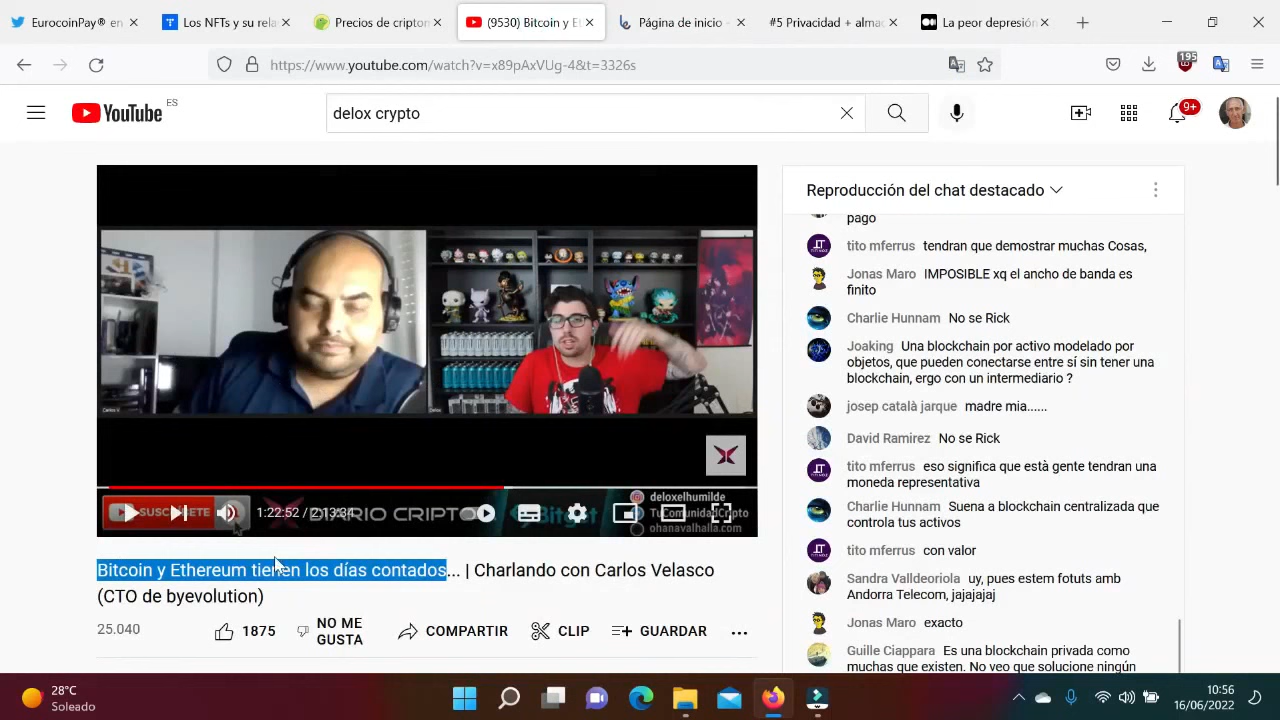 EurocoinPay® en
Los NFTs y su rela
Precios de criptom
(9530) Bitcoin y E
Página de inicio -
#5 Privacidad + alma
La peor depresión
https://www.youtube.com/watch?v=x89pAxVUg-4&t=3326s
195
YouTube
ES
delox crypto
9+
Reproducción del chat destacado
pago
tito mferrus tendran que demostrar muchas Cosas,
Jonas Maro IMPOSIBLE xq el ancho de banda es
finito
Charlie Hunnam No se Rick
Joaking Una blockchain por activo modelado por
objetos, que pueden conectarse entre sí sin tener una
blockchain, ergo con un intermediario ?
josep català jarque madre mia......
David Ramirez No se Rick
tito mferrus eso significa que està gente tendran una
moneda representativa
Charlie Hunnam Suena a blockchain centralizada que
controla tus activos
tito mferrus con valor
Sandra Valldeoriola uy, pues estem fotuts amb
Andorra Telecom, jajajajaj
Jonas Maro exacto
Guille Ciappara Es una blockchain privada como
muchas que existen. No veo que solucione ningún
Carlos V
Delox
SUSCRÍBETE
1:22:52 / 2:13:34
DIARIO CRIPTO
Bitget
deloxelhumilde
TuComunidadCripto
ohanavalhalla.com
Bitcoin y Ethereum tienen los días contados... | Charlando con Carlos Velasco
(CTO de byevolution)
25.040
1875
NO ME
GUSTA
COMPARTIR
CLIP
GUARDAR
28°C
Soleado
10:56
16/06/2022